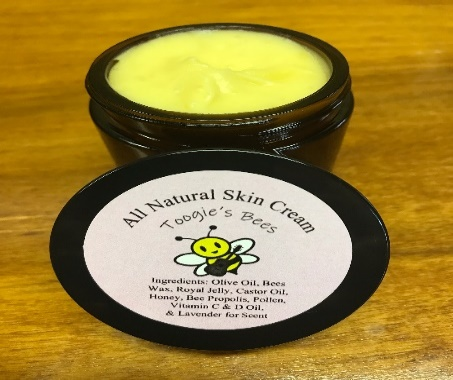 All Natural Skin Cream
Toogie's Bees
Ingredients: Olive Oil, Bees
Wax, Royal Jelly, Castor Oil,
Honey, Bee Propolis, Pollen,
Vitamin C & D Oil,
& Lavender for Scent